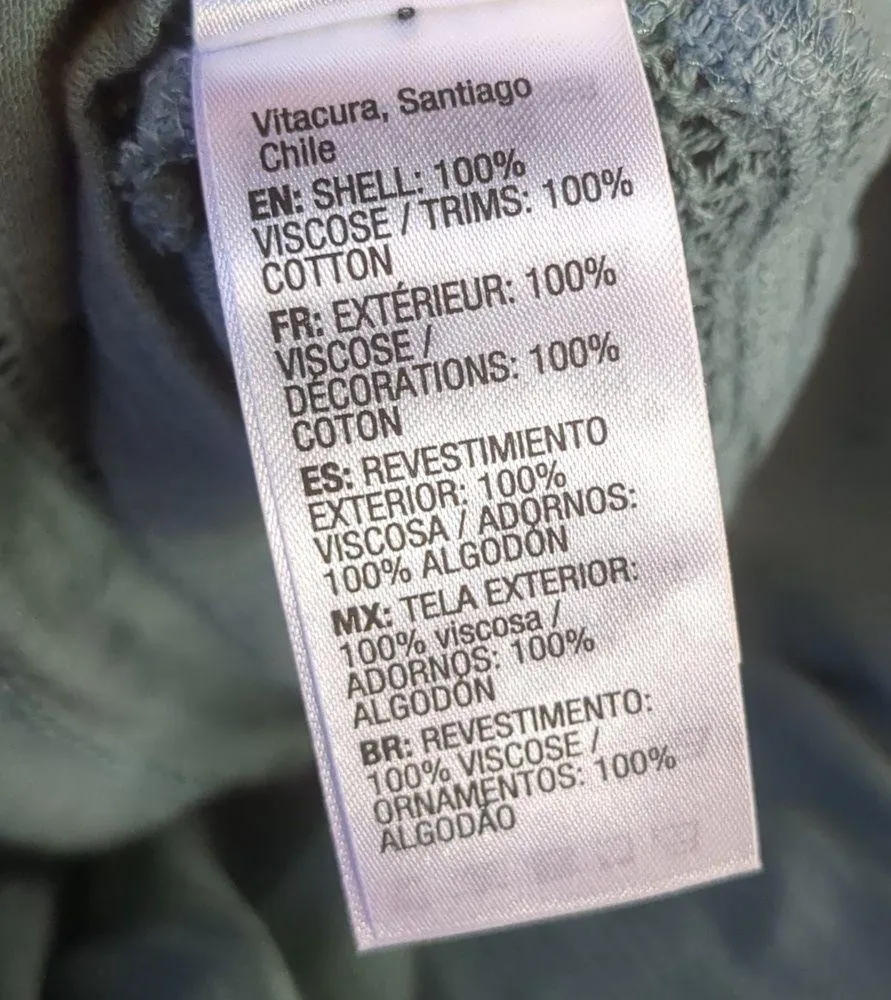 Vitacura, Santiago
Chile
EN: SHELL: 100%
VISCOSE / TRIMS: 100%
COTTON
FR: EXTÉRIEUR: 100%
VISCOSE /
DÉCORATIONS: 100%
COTON
ES: REVESTIMIENTO
EXTERIOR: 100%
VISCOSA / ADORNOS:
100% ALGODÓN
MX: TELA EXTERIOR:
100% viscosa /
ADORNOS: 100%
ALGODÓN
BR: REVESTIMENTO:
100% VISCOSE /
ORNAMENTOS: 100%
ALGODÃO